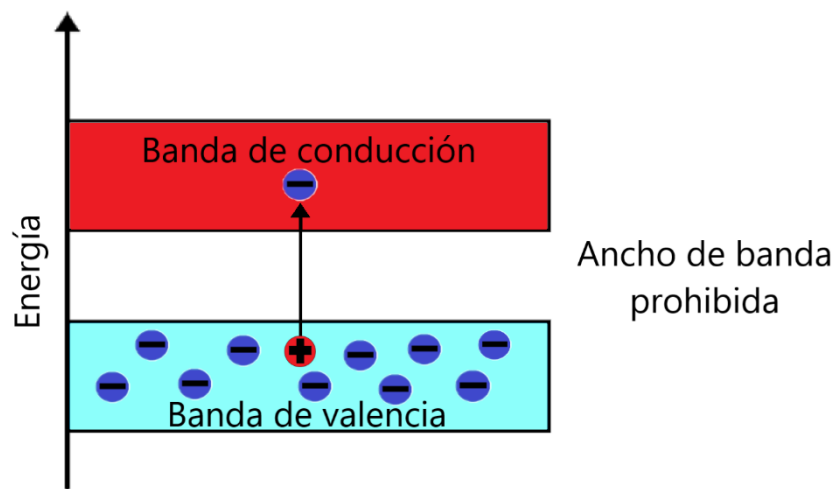 Banda de conducción
Energía
Ancho de banda
prohibida
Banda de valencia